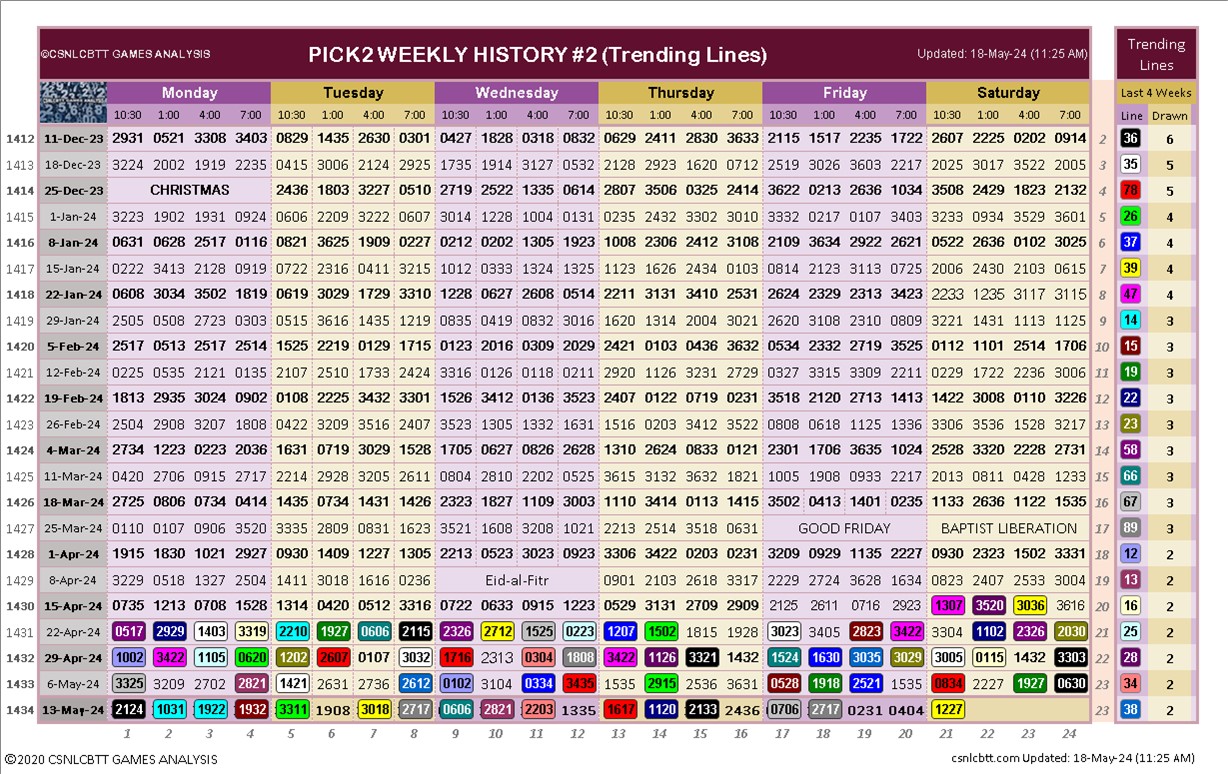 ©CSNLCBTT GAMES ANALYSIS PICK2 WEEKLY HISTORY #2 (Trending Lines) Updated: 18-May-24 (11:25 AM) Trending Lines
Monday Tuesday Wednesday Thursday Friday Saturday Last 4 Weeks
10:30 1:00 4:00 7:00 10:30 1:00 4:00 7:00 10:30 1:00 4:00 7:00 10:30 1:00 4:00 7:00 10:30 1:00 4:00 7:00 10:30 1:00 4:00 7:00 Line Drawn
1412 11-Dec-23 2931 0521 3308 3403 0829 1435 2630 0301 0427 1828 0318 0832 0629 2411 2830 3633 2115 1517 2235 1722 2607 2225 0202 0914 2 36 6
1413 18-Dec-23 3224 2002 1919 2235 0415 3006 2124 2925 1735 1914 3127 0532 2128 2923 1620 0712 2519 3026 3603 2217 2025 3017 3522 2005 3 35 5
1414 25-Dec-23 CHRISTMAS 2436 1803 3227 0510 2719 2522 1335 0614 2807 3506 0325 2414 3622 0213 2636 1034 3508 2429 1823 2132 4 78 5
1415 1-Jan-24 3223 1902 1931 0924 0606 2209 3222 0607 3014 1228 1004 0131 0235 2432 3302 3010 3332 0217 0107 3403 3233 0934 3529 3601 5 26 4
1416 8-Jan-24 0631 0628 2517 0116 0821 3625 1909 0227 0212 0202 1305 1923 1008 2306 2412 3108 2109 3634 2922 2621 0522 2636 0102 3025 6 37 4
1417 15-Jan-24 0222 3413 2128 0919 0722 2316 0411 3215 1012 0333 1324 1325 1123 1626 2434 0103 0814 2123 3113 0725 2006 2430 2103 0615 7 39 4
1418 22-Jan-24 0608 3034 3502 1819 0619 3029 1729 3311 1228 0627 2608 0514 2211 3131 3410 2531 2624 2329 2313 3423 2233 1235 3117 3115 8 47 4
1419 29-Jan-24 2505 0508 2723 0303 0515 3616 1435 1219 0835 0419 0832 3016 1620 1314 2004 3021 2620 3108 2310 0809 3221 1431 1113 1125 9 14 3
1420 5-Feb-24 2517 0513 2517 2514 1525 2219 0129 1715 0123 2016 0309 2029 2421 0103 0436 3632 0534 2332 2719 3525 0112 1101 2514 1706 10 15 3
1421 12-Feb-24 0225 0535 2121 0135 2107 2510 1733 2424 3316 0126 0118 0211 2920 1126 3231 2729 0327 3315 3309 2211 0229 1722 2236 3006 11 19 3
1422 19-Feb-24 1813 2935 3024 0902 0108 2225 3432 3301 1526 3412 0136 3523 2407 0122 0719 0231 3518 2120 2713 1413 1422 3008 0110 3226 12 22 3
1423 26-Feb-24 2504 2908 3207 1808 0422 3209 3516 2407 3523 1305 1332 1631 1516 0203 3412 3522 0808 0618 1125 1336 3306 3536 1528 3217 13 23 3
1424 4-Mar-24 2734 1223 0223 2036 1631 0719 3029 1523 1705 0627 0826 2628 1310 2624 0833 0121 2301 1706 3635 1024 2528 3320 2228 2731 14 58 3
1425 11-Mar-24 0420 2706 0915 2717 2214 2928 3205 2611 0804 2810 2202 0525 3615 3132 3632 1821 1005 1908 0933 2217 2013 0811 0428 1233 15 66 3
1426 18-Mar-24 2725 0806 0734 0414 1435 0734 1431 1426 2323 1827 1109 3003 1110 3414 0113 1415 3502 0413 1401 0235 1133 2636 1122 1535 16 67 3
1427 25-Mar-24 0110 0107 0906 3520 3335 2809 0831 1623 3521 1608 3208 1021 2213 2514 3518 0631 GOOD FRIDAY BAPTIST LIBERATION 17 89 3
1428 1-Apr-24 1915 1830 1021 2927 0930 1409 1227 1305 2213 0523 3023 0923 3306 3422 0203 0231 3209 0929 1135 2227 0930 2323 1502 3331 18 12 2
1429 8-Apr-24 3229 0518 1327 2504 1411 3018 1616 0236 Eid-al-Fitr 0901 2103 2618 3317 2229 2724 3628 1634 0823 2407 2533 3004 19 13 2
1430 15-Apr-24 0735 1213 0708 1528 1314 0420 0512 3316 0722 0633 0915 1223 0529 3131 2709 2909 2125 2611 0716 2923 1307 3520 3036 3618 20 16 2
1431 22-Apr-24 0517 2929 1403 3319 2210 1927 0606 2115 2326 2712 1525 0223 1207 1502 1815 1928 3023 3405 2823 3422 3304 1102 2326 2030 21 25 2
1432 29-Apr-24 1002 3422 1105 0620 1202 2607 0107 3032 1716 2313 0304 1808 3422 1126 3321 1432 1524 1630 3035 3029 3005 0115 1432 3303 22 28 2
1433 6-May-24 3325 3209 2702 2821 1421 2631 2736 2612 0102 3104 0334 3435 1535 2915 2536 3631 0528 1918 2521 1535 0834 2227 1927 0630 23 34 2
1434 13-May-24 2124 1031 1922 1932 3311 1908 3018 2717 0606 2821 2203 1335 1617 1120 2133 2436 0706 2717 0231 0404 1227 23 38 2
1 2 3 4 5 6 7 8 9 10 11 12 13 14 15 16 17 18 19 20 21 22 23 24
©2020 CSNLCBTT GAMES ANALYSIS csnlcbtt.com Updated: 18-May-24 (11:25 AM)